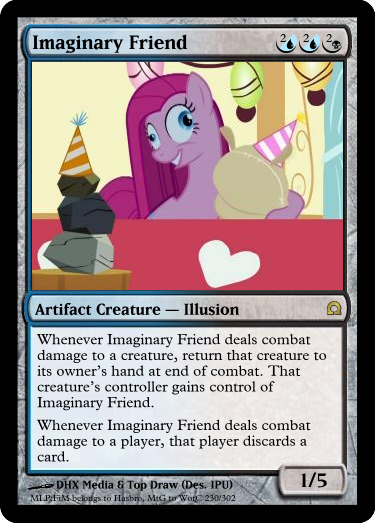 Imaginary Friend 2 2 2
Artifact Creature — Illusion
Whenever Imaginary Friend deals combat
damage to a creature, return that creature to
its owner's hand at end of combat. That
creature's controller gains control of
Imaginary Friend.
Whenever Imaginary Friend deals combat
damage to a player, that player discards a
card.
DHX Media & Top Draw (Des. IPU)
MLP:FiM belongs to Hasbro, MtG to WotC 230/302
1/5